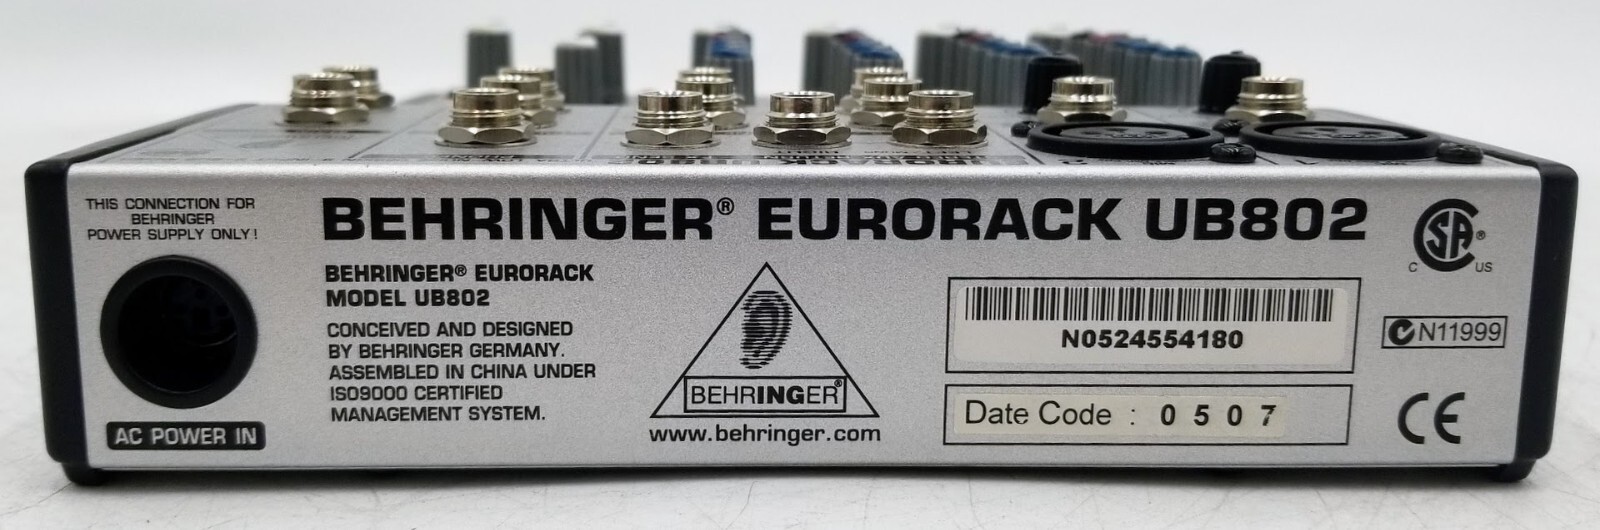 THIS CONNECTION FOR
BEHRINGER
POWER SUPPLY ONLY!
AC POWER IN
BEHRINGER® EURORACK UB802
BEHRINGER® EURORACK
MODEL UB802
CONCEIVED AND DESIGNED
BY BEHRINGER GERMANY.
ASSEMBLED IN CHINA UNDER
ISO9000 CERTIFIED
MANAGEMENT SYSTEM.
BEHRINGER®
www.behringer.com
N0524554180
Date Code : 0507
C SA® US
N11999
CE